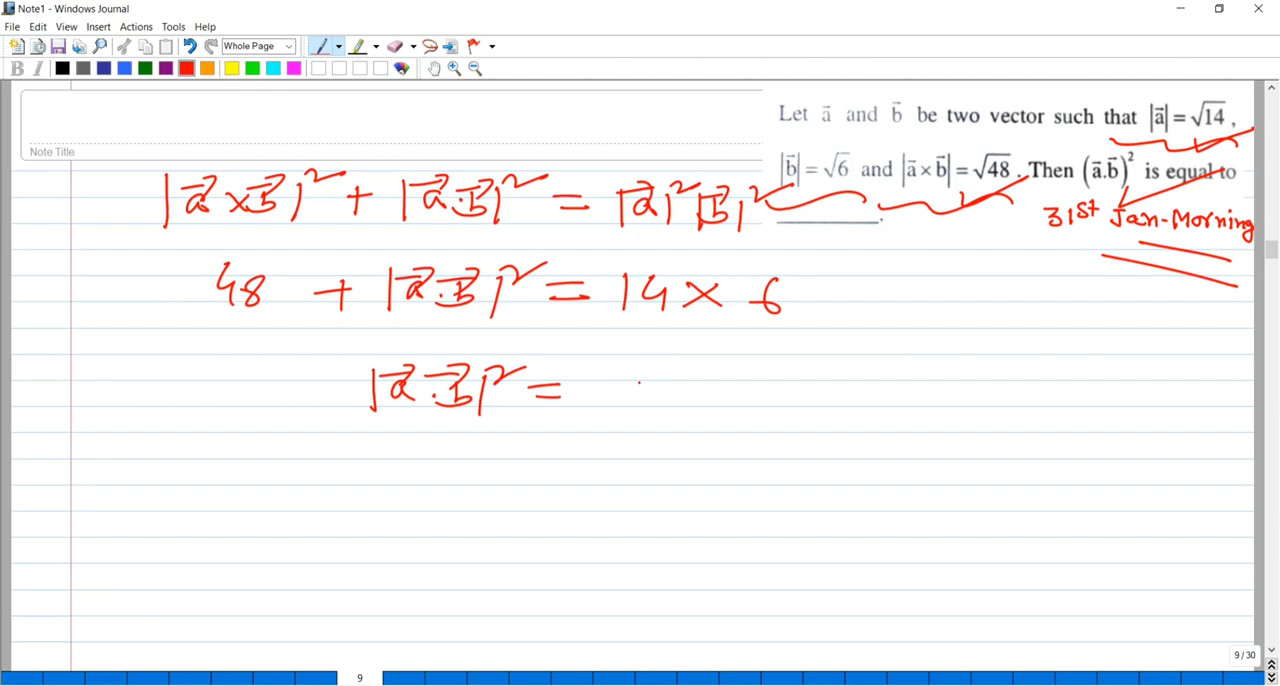 Note1 - Windows Journal
File Edit View Insert Actions Tools Help
Whole Page
B I
Note Title
Let a⃗ and b⃗ be two vector such that |a⃗| = √14 ,
|b⃗| = √6 and |a⃗ × b⃗| = √48 . Then (a⃗.b⃗)² is equal to
________.
31st Jan-Morning
|a⃗ × b⃗|² + |a⃗ . b⃗|² = |a⃗|² |b⃗|²
48 + |a⃗ . b⃗|² = 14 × 6
|a⃗ . b⃗|² =
9 / 30
9